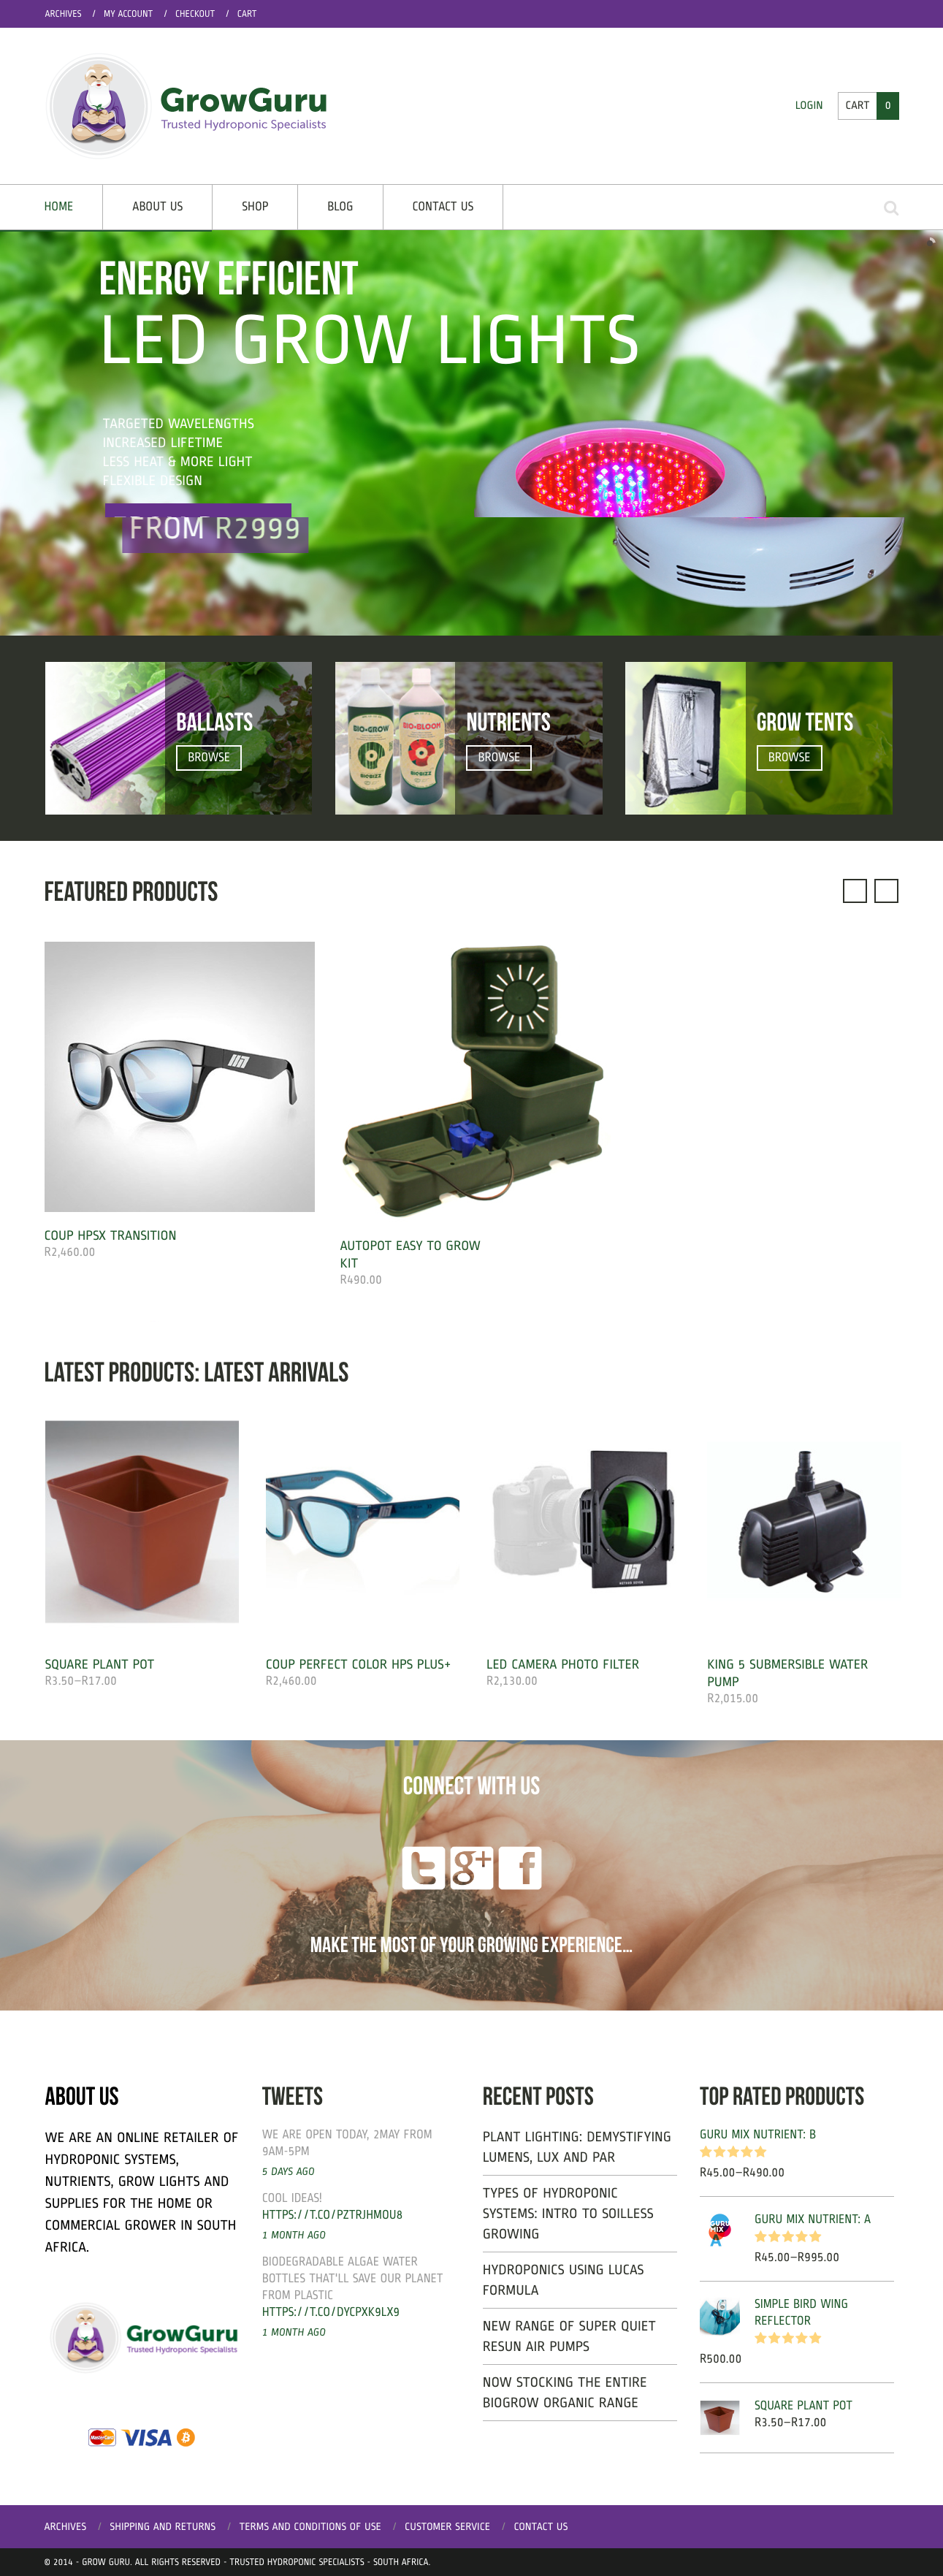 ARCHIVES / MY ACCOUNT / CHECKOUT / CART
GrowGuru
Trusted Hydroponic Specialists
LOGIN
CART 0
HOME
ABOUT US
SHOP
BLOG
CONTACT US
ENERGY EFFICIENT
LED GROW LIGHTS
TARGETED WAVELENGTHS
INCREASED LIFETIME
LESS HEAT & MORE LIGHT
FLEXIBLE DESIGN
FROM R2999
BALLASTS
BROWSE
BIO-GROW
BIOBIZZ
BIO-BLOOM
BIOBIZZ
NUTRIENTS
BROWSE
GROW TENTS
BROWSE
FEATURED PRODUCTS
COUP HPSX TRANSITION
R2,460.00
AUTOPOT EASY TO GROW
KIT
R490.00
LATEST PRODUCTS: LATEST ARRIVALS
SQUARE PLANT POT
R3.50–R17.00
COUP PERFECT COLOR HPS PLUS+
R2,460.00
METHOD SEVEN
LED CAMERA PHOTO FILTER
R2,130.00
KING 5 SUBMERSIBLE WATER
PUMP
R2,015.00
CONNECT WITH US
t g+ f
MAKE THE MOST OF YOUR GROWING EXPERIENCE...
ABOUT US
WE ARE AN ONLINE RETAILER OF
HYDROPONIC SYSTEMS,
NUTRIENTS, GROW LIGHTS AND
SUPPLIES FOR THE HOME OR
COMMERCIAL GROWER IN SOUTH
AFRICA.
GrowGuru
Trusted Hydroponic Specialists
MasterCard VISA
TWEETS
WE ARE OPEN TODAY, 2MAY FROM
9AM-5PM
5 DAYS AGO
COOL IDEAS!
HTTPS://T.CO/PZTRJHMOU8
1 MONTH AGO
BIODEGRADABLE ALGAE WATER
BOTTLES THAT'LL SAVE OUR PLANET
FROM PLASTIC
HTTPS://T.CO/DYCPXK9LX9
1 MONTH AGO
RECENT POSTS
PLANT LIGHTING: DEMYSTIFYING
LUMENS, LUX AND PAR
TYPES OF HYDROPONIC
SYSTEMS: INTRO TO SOILLESS
GROWING
HYDROPONICS USING LUCAS
FORMULA
NEW RANGE OF SUPER QUIET
RESUN AIR PUMPS
NOW STOCKING THE ENTIRE
BIOGROW ORGANIC RANGE
TOP RATED PRODUCTS
GURU MIX NUTRIENT: B
R45.00–R490.00
GURU
MIX
A
GURU MIX NUTRIENT: A
R45.00–R995.00
SIMPLE BIRD WING
REFLECTOR
R500.00
SQUARE PLANT POT
R3.50–R17.00
ARCHIVES / SHIPPING AND RETURNS / TERMS AND CONDITIONS OF USE / CUSTOMER SERVICE / CONTACT US
© 2014 - GROW GURU. ALL RIGHTS RESERVED - TRUSTED HYDROPONIC SPECIALISTS - SOUTH AFRICA.